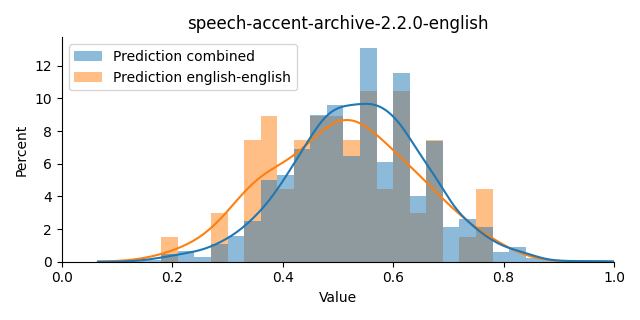 speech-accent-archive-2.2.0-english
Prediction combined
Prediction english-english
Percent
12
10
8
6
4
2
0
0.0 0.2 0.4 0.6 0.8 1.0
Value